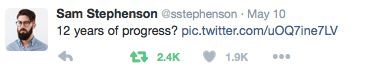 Sam Stephenson @sstephenson · May 10
12 years of progress? pic.twitter.com/uOQ7ine7LV
2.4K 1.9K